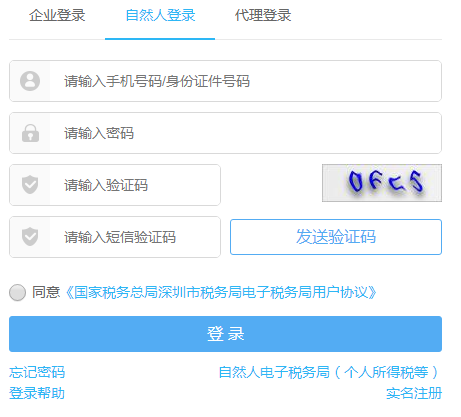 企业登录 自然人登录 代理登录
请输入手机号码/身份证件号码
请输入密码
请输入验证码 OFCS
请输入短信验证码 发送验证码
同意《国家税务总局深圳市税务局电子税务局用户协议》
登 录
忘记密码 自然人电子税务局（个人所得税等）
登录帮助 实名注册